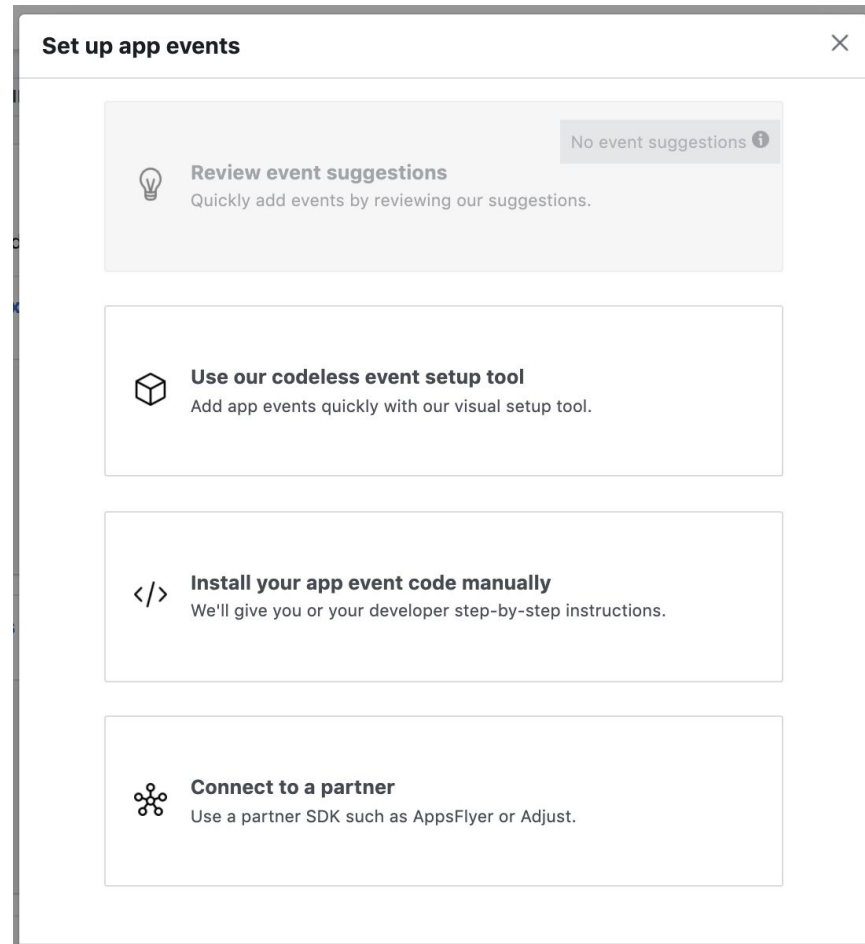 Set up app events
No event suggestions
Review event suggestions
Quickly add events by reviewing our suggestions.
Use our codeless event setup tool
Add app events quickly with our visual setup tool.
Install your app event code manually
We'll give you or your developer step-by-step instructions.
Connect to a partner
Use a partner SDK such as AppsFlyer or Adjust.